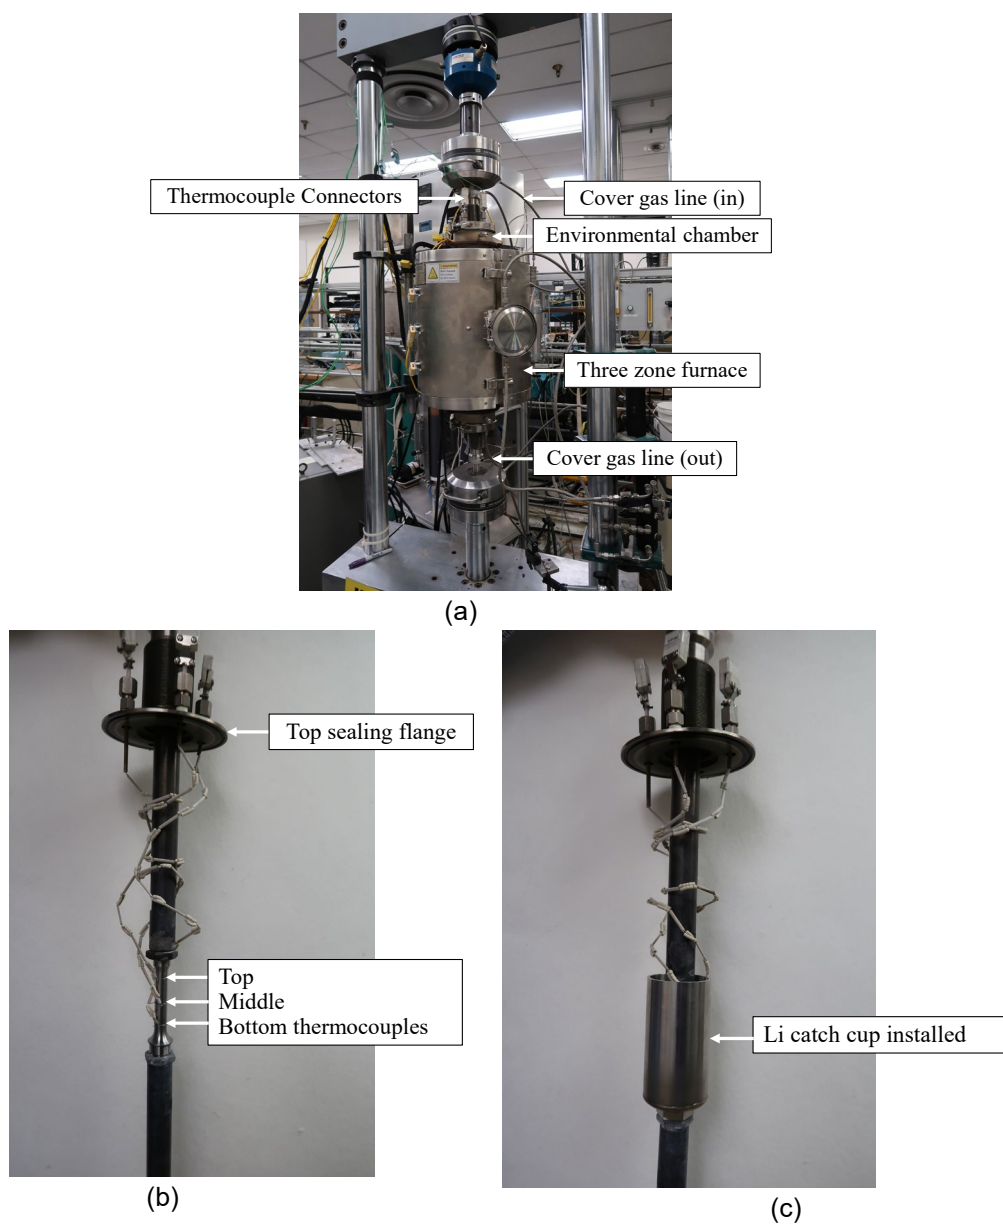 Thermocouple Connectors
Cover gas line (in)
Environmental chamber
Three zone furnace
Cover gas line (out)
(a)
Top sealing flange
Top
Middle
Bottom thermocouples
(b)
Li catch cup installed
(c)